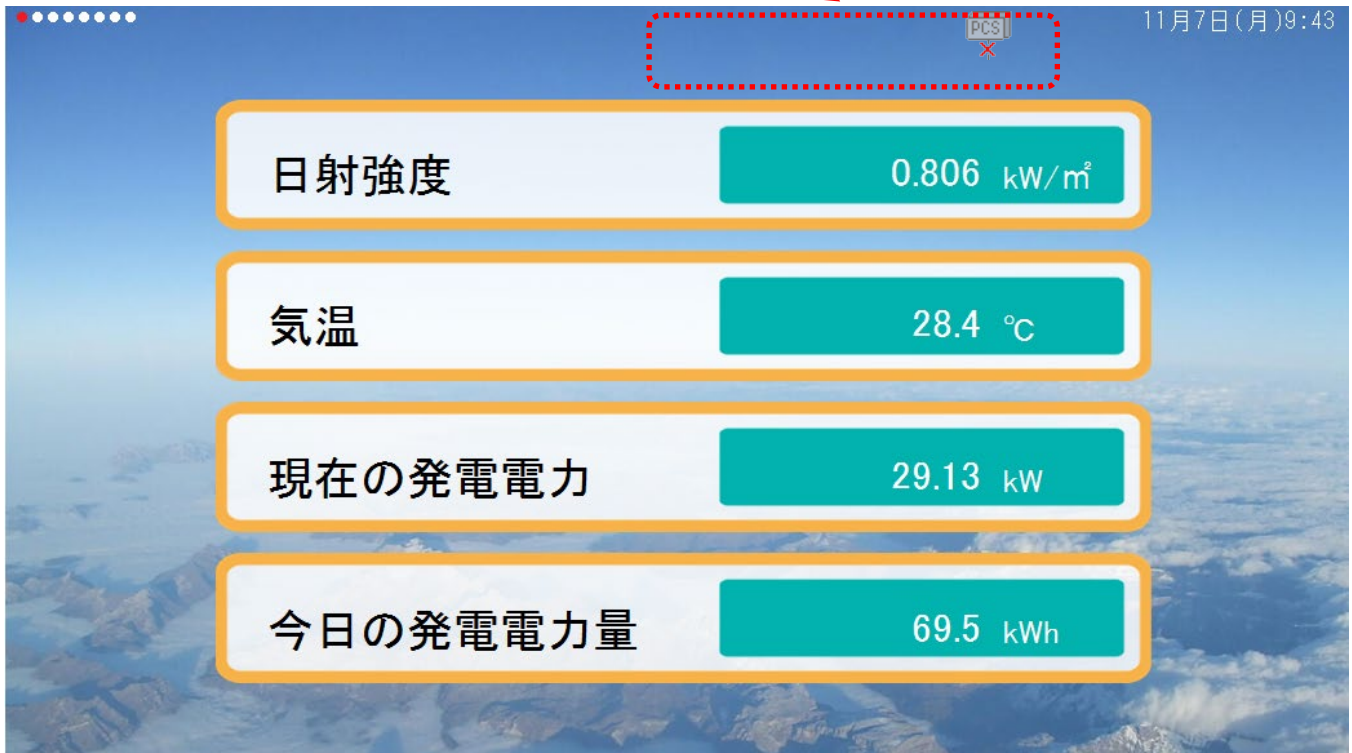 PCS
11月7日(月)9:43
日射強度 0.806 kW/㎡
気温 28.4 ℃
現在の発電電力 29.13 kW
今日の発電電力量 69.5 kWh